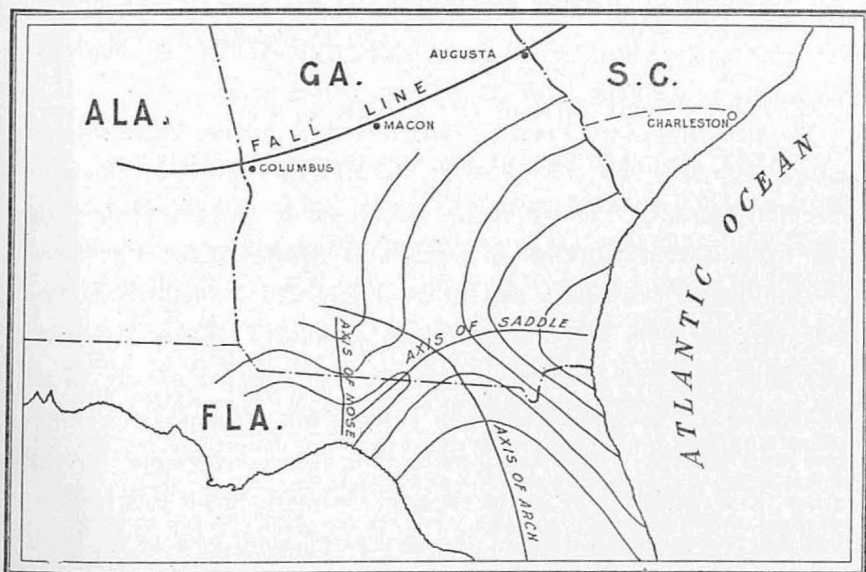 AUGUSTA
GA.
S.C.
ALA.
FALL LINE
MACON
CHARLESTON
COLUMBUS
ATLANTIC OCEAN
AXIS OF SADDLE
AXIS OF NOSE
FLA.
AXIS OF ARCH